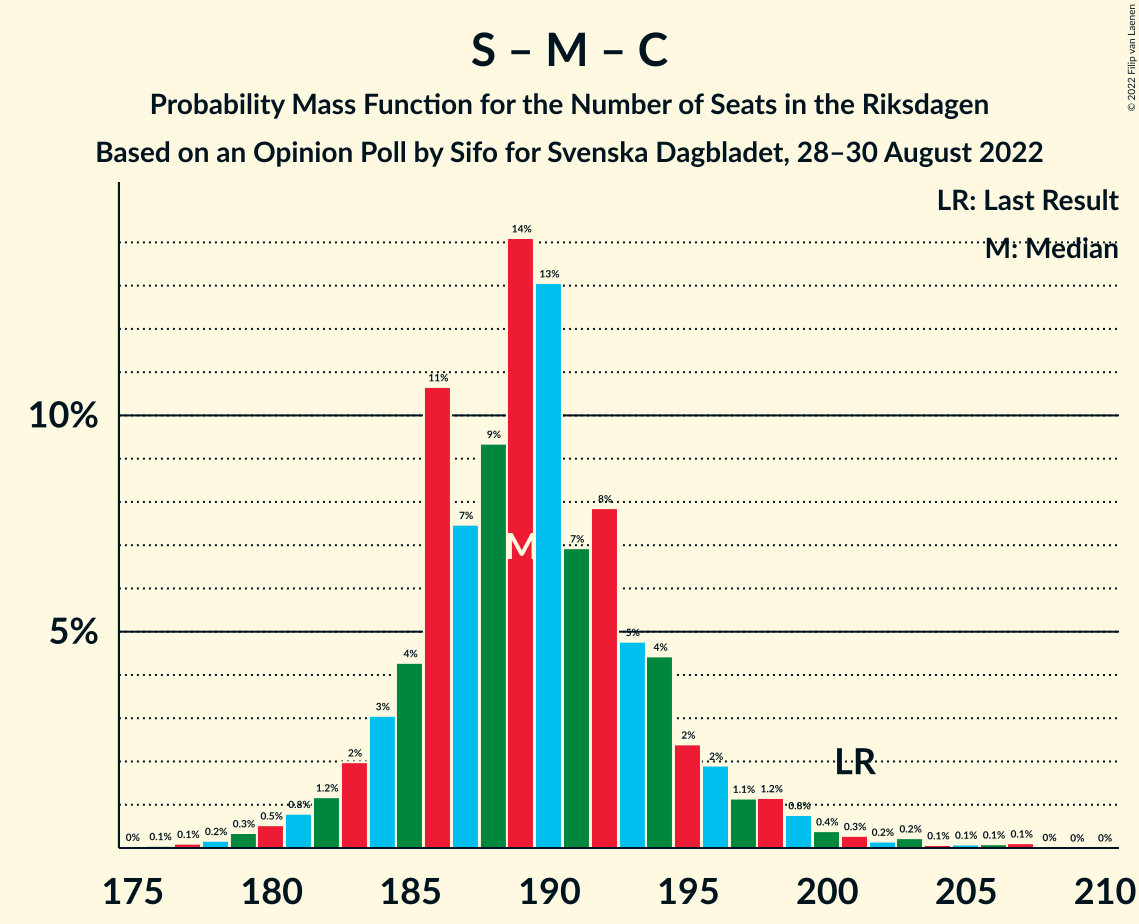 © 2022 Filip van Laenen
S – M – C
Probability Mass Function for the Number of Seats in the Riksdagen
Based on an Opinion Poll by Sifo for Svenska Dagbladet, 28–30 August 2022
LR: Last Result
M: Median
10%
5%
0% 0.1% 0.1% 0.2% 0.3% 0.5% 0.8% 1.2% 2% 3% 4% 11% 7% 9% 14% 13% 7% 8% 5% 4% 2% 2% 1.1% 1.2% 0.8% 0.4% 0.3% 0.2% 0.2% 0.1% 0.1% 0.1% 0.1% 0% 0% 0%
M
LR
175 180 185 190 195 200 205 210